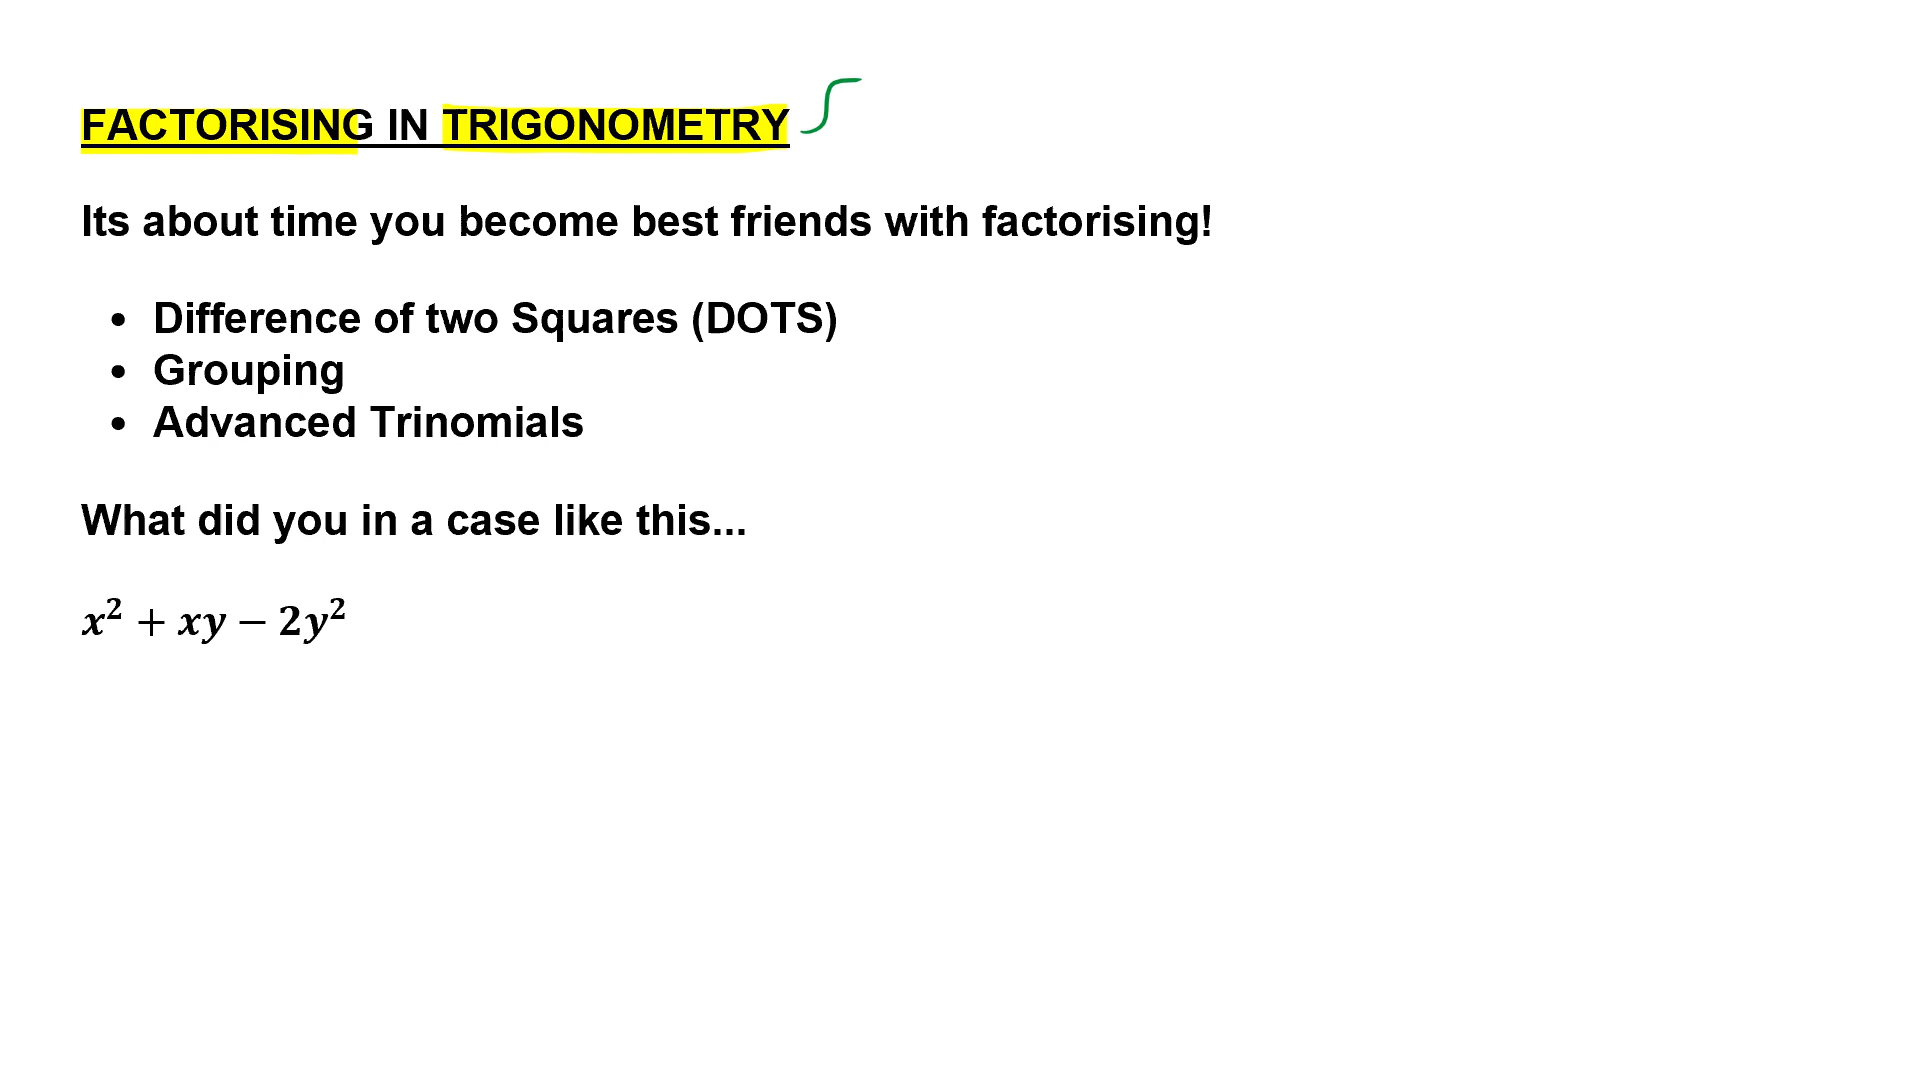 FACTORISING IN TRIGONOMETRY
Its about time you become best friends with factorising!
• Difference of two Squares (DOTS)
• Grouping
• Advanced Trinomials
What did you in a case like this...
x² + xy − 2y²